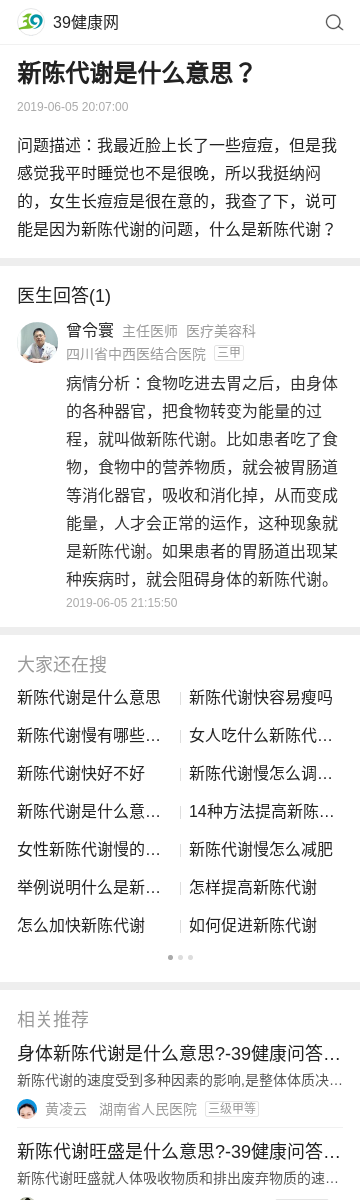 39健康网
新陈代谢是什么意思？
2019-06-05 20:07:00
问题描述：我最近脸上长了一些痘痘，但是我
感觉我平时睡觉也不是很晚，所以我挺纳闷
的，女生长痘痘是很在意的，我查了下，说可
能是因为新陈代谢的问题，什么是新陈代谢？
医生回答(1)
曾令寰 主任医师 医疗美容科
四川省中西医结合医院 三甲
病情分析：食物吃进去胃之后，由身体
的各种器官，把食物转变为能量的过
程，就叫做新陈代谢。比如患者吃了食
物，食物中的营养物质，就会被胃肠道
等消化器官，吸收和消化掉，从而变成
能量，人才会正常的运作，这种现象就
是新陈代谢。如果患者的胃肠道出现某
种疾病时，就会阻碍身体的新陈代谢。
2019-06-05 21:15:50
大家还在搜
新陈代谢是什么意思 新陈代谢快容易瘦吗
新陈代谢慢有哪些… 女人吃什么新陈代…
新陈代谢快好不好 新陈代谢慢怎么调…
新陈代谢是什么意… 14种方法提高新陈…
女性新陈代谢慢的… 新陈代谢慢怎么减肥
举例说明什么是新… 怎样提高新陈代谢
怎么加快新陈代谢 如何促进新陈代谢
相关推荐
身体新陈代谢是什么意思?-39健康问答…
新陈代谢的速度受到多种因素的影响,是整体体质决…
黄凌云 湖南省人民医院 三级甲等
新陈代谢旺盛是什么意思?-39健康问答…
新陈代谢旺盛就人体吸收物质和排出废弃物质的速…